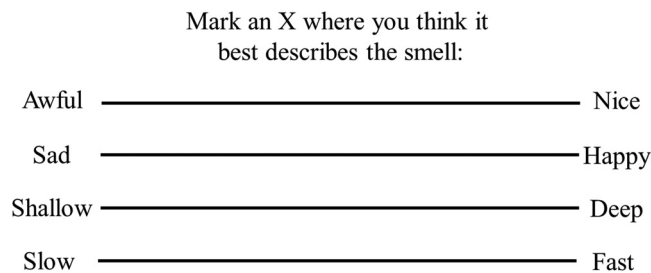 Mark an X where you think it
best describes the smell:
Awful Nice
Sad Happy
Shallow Deep
Slow Fast